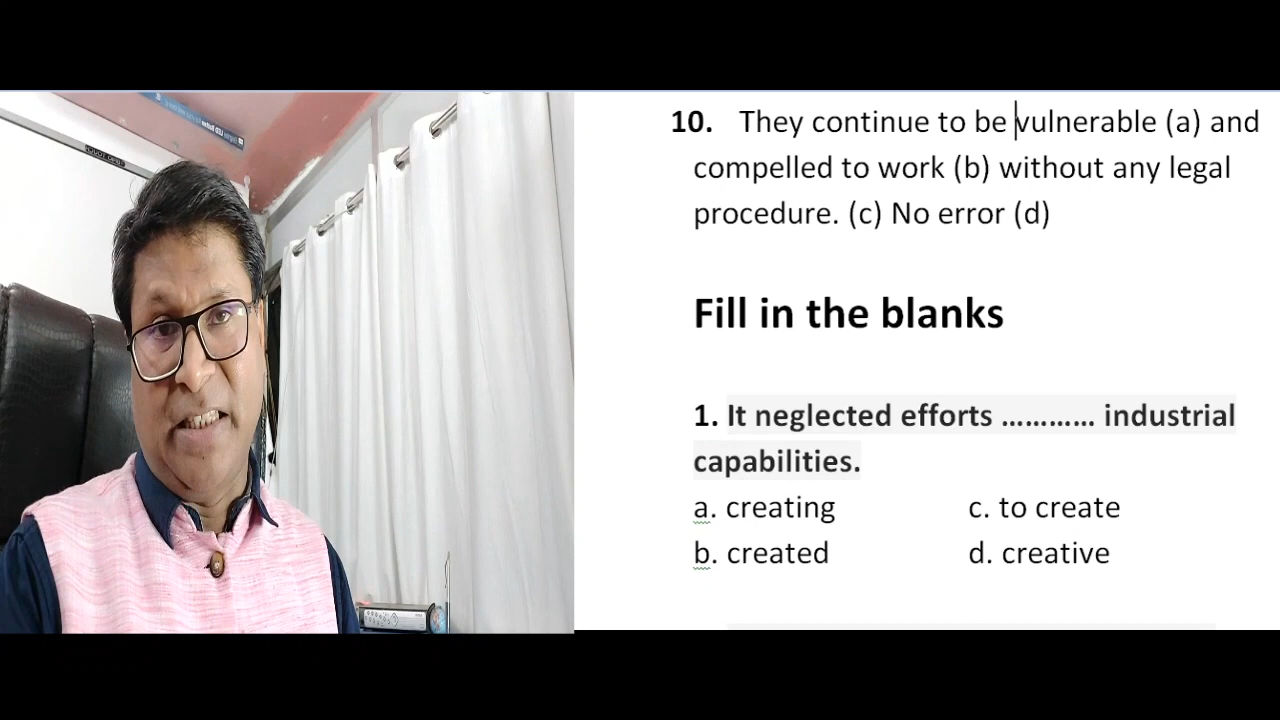 10. They continue to be vulnerable (a) and
compelled to work (b) without any legal
procedure. (c) No error (d)
Fill in the blanks
1. It neglected efforts ………… industrial
capabilities.
a. creating c. to create
b. created d. creative